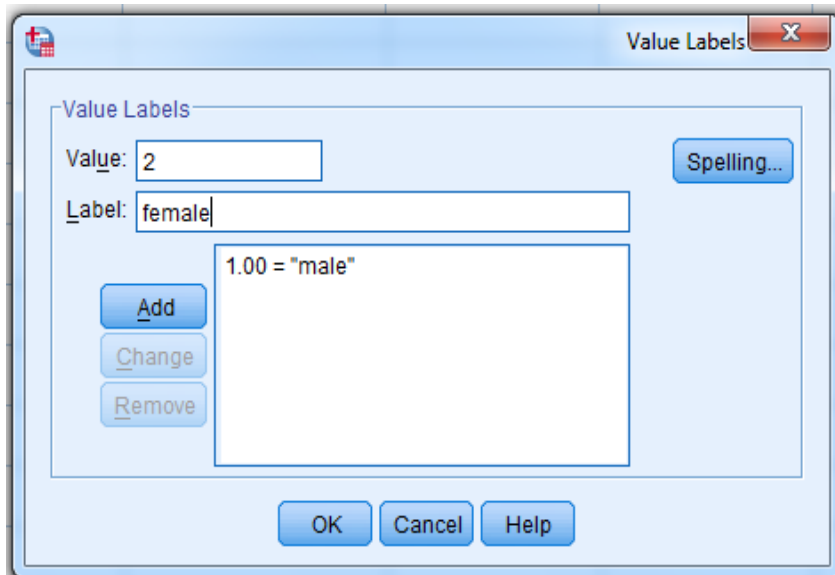 Value Labels
Value Labels
Value: 2
Spelling...
Label: female
1.00 = "male"
Add
Change
Remove
OK Cancel Help